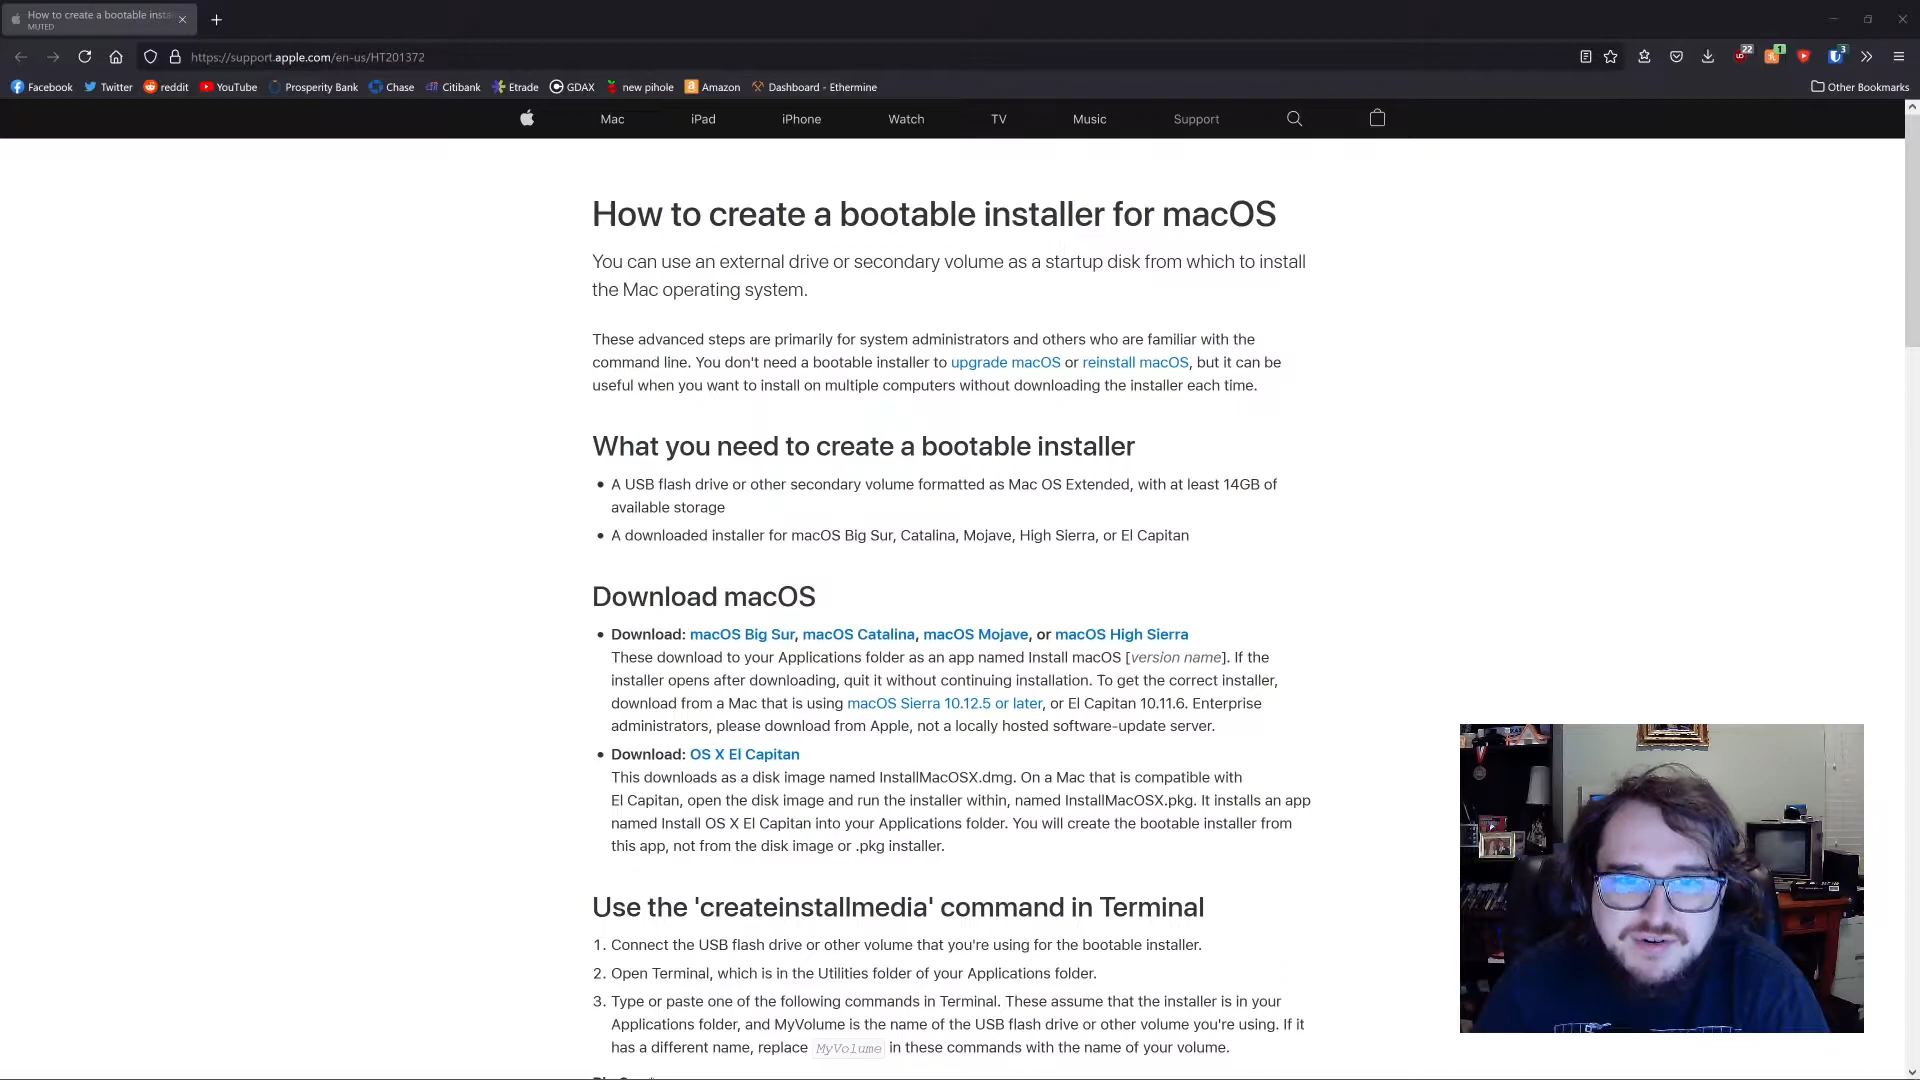 How to create a bootable insta
MUTED
https://support.apple.com/en-us/HT201372
22
1
3
Facebook
Twitter
reddit
YouTube
Prosperity Bank
Chase
Citibank
Etrade
GDAX
new pihole
Amazon
Dashboard - Ethermine
Other Bookmarks
Mac
iPad
iPhone
Watch
TV
Music
Support
How to create a bootable installer for macOS
You can use an external drive or secondary volume as a startup disk from which to install
the Mac operating system.
These advanced steps are primarily for system administrators and others who are familiar with the
command line. You don't need a bootable installer to upgrade macOS or reinstall macOS, but it can be
useful when you want to install on multiple computers without downloading the installer each time.
What you need to create a bootable installer
• A USB flash drive or other secondary volume formatted as Mac OS Extended, with at least 14GB of
available storage
• A downloaded installer for macOS Big Sur, Catalina, Mojave, High Sierra, or El Capitan
Download macOS
• Download: macOS Big Sur, macOS Catalina, macOS Mojave, or macOS High Sierra
These download to your Applications folder as an app named Install macOS [version name]. If the
installer opens after downloading, quit it without continuing installation. To get the correct installer,
download from a Mac that is using macOS Sierra 10.12.5 or later, or El Capitan 10.11.6. Enterprise
administrators, please download from Apple, not a locally hosted software-update server.
• Download: OS X El Capitan
This downloads as a disk image named InstallMacOSX.dmg. On a Mac that is compatible with
El Capitan, open the disk image and run the installer within, named InstallMacOSX.pkg. It installs an app
named Install OS X El Capitan into your Applications folder. You will create the bootable installer from
this app, not from the disk image or .pkg installer.
Use the 'createinstallmedia' command in Terminal
1. Connect the USB flash drive or other volume that you're using for the bootable installer.
2. Open Terminal, which is in the Utilities folder of your Applications folder.
3. Type or paste one of the following commands in Terminal. These assume that the installer is in your
Applications folder, and MyVolume is the name of the USB flash drive or other volume you're using. If it
has a different name, replace MyVolume in these commands with the name of your volume.